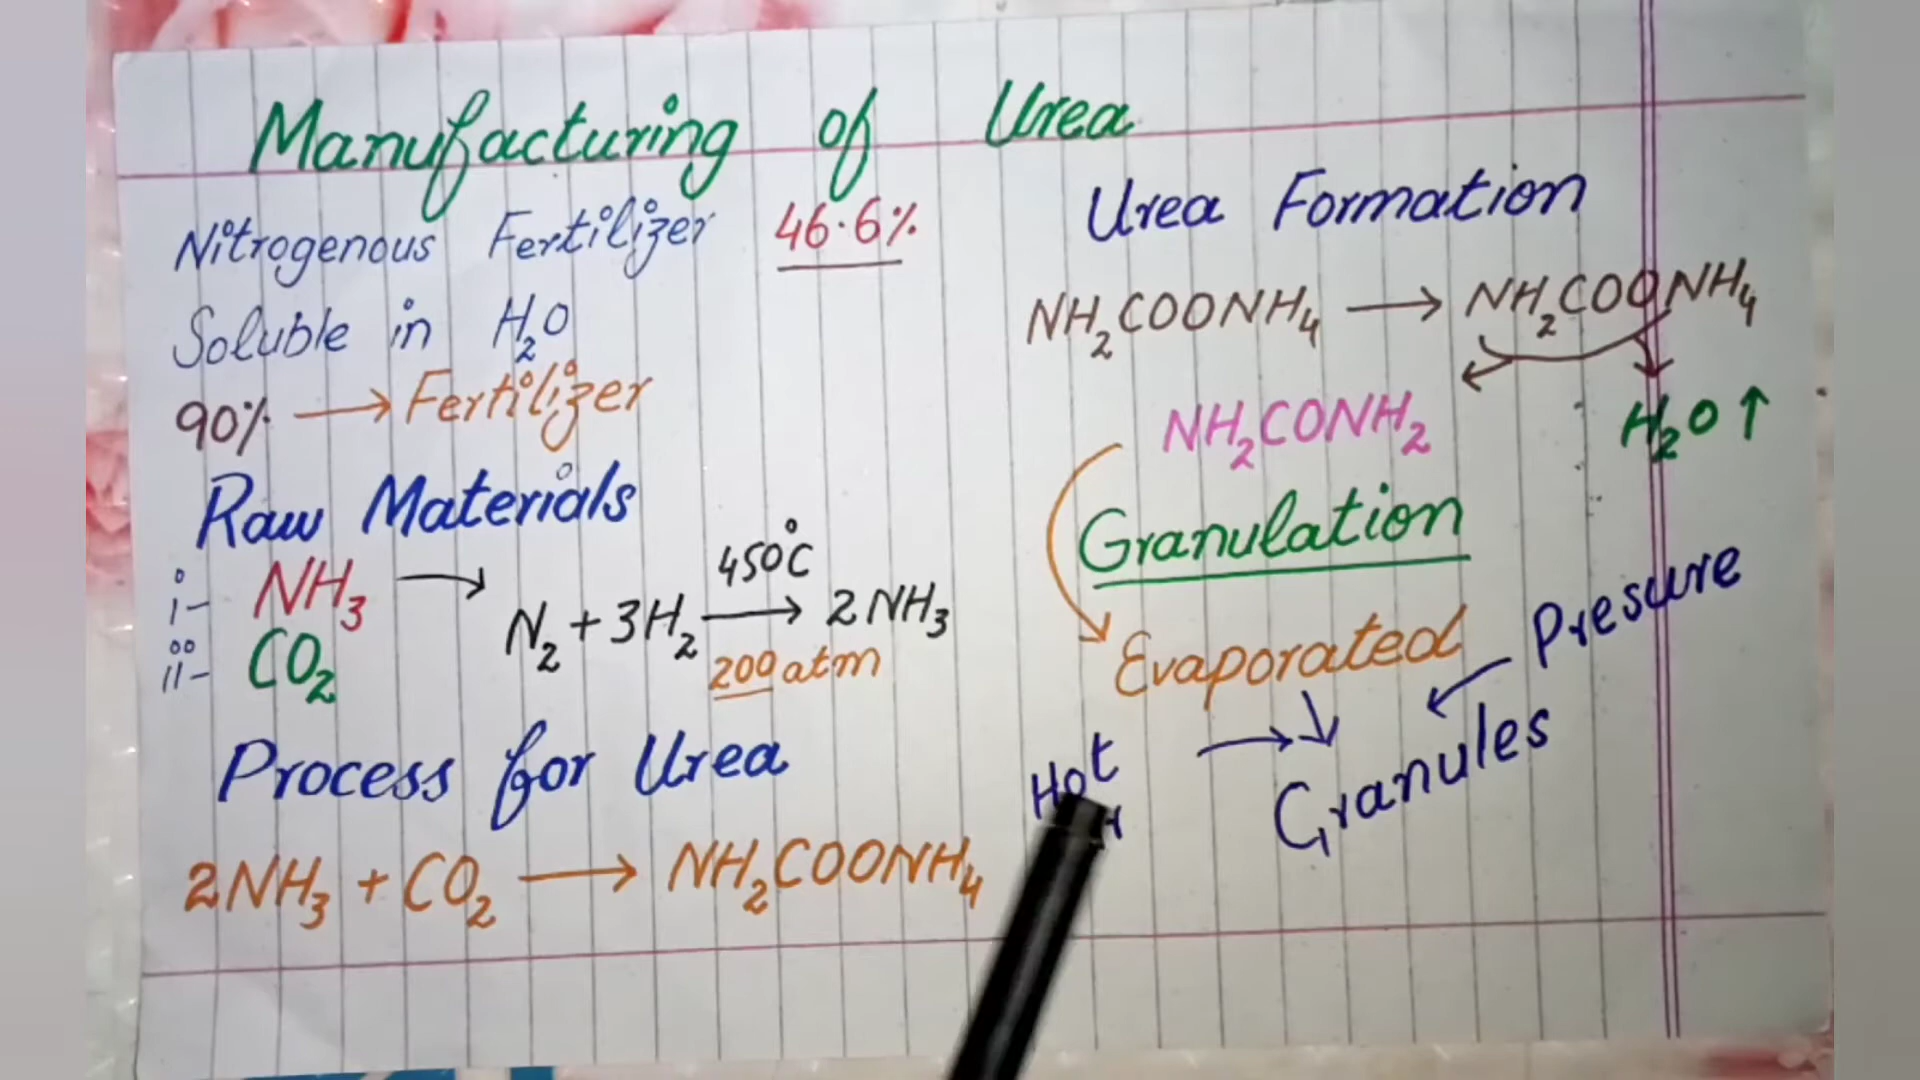 Manufacturing of Urea
Nitrogenous Fertilizer 46.6%
Soluble in H₂O
90% → Fertilizer
Raw Materials
i- NH₃ → N₂ + 3H₂ → 2NH₃
450°C
200 atm
ii- CO₂
Process for Urea
2NH₃ + CO₂ → NH₂COONH₄
Urea Formation
NH₂COONH₄ → NH₂COONH₄
NH₂CONH₂ H₂O↑
Granulation
Evaporated
Presure
Hot
Granules